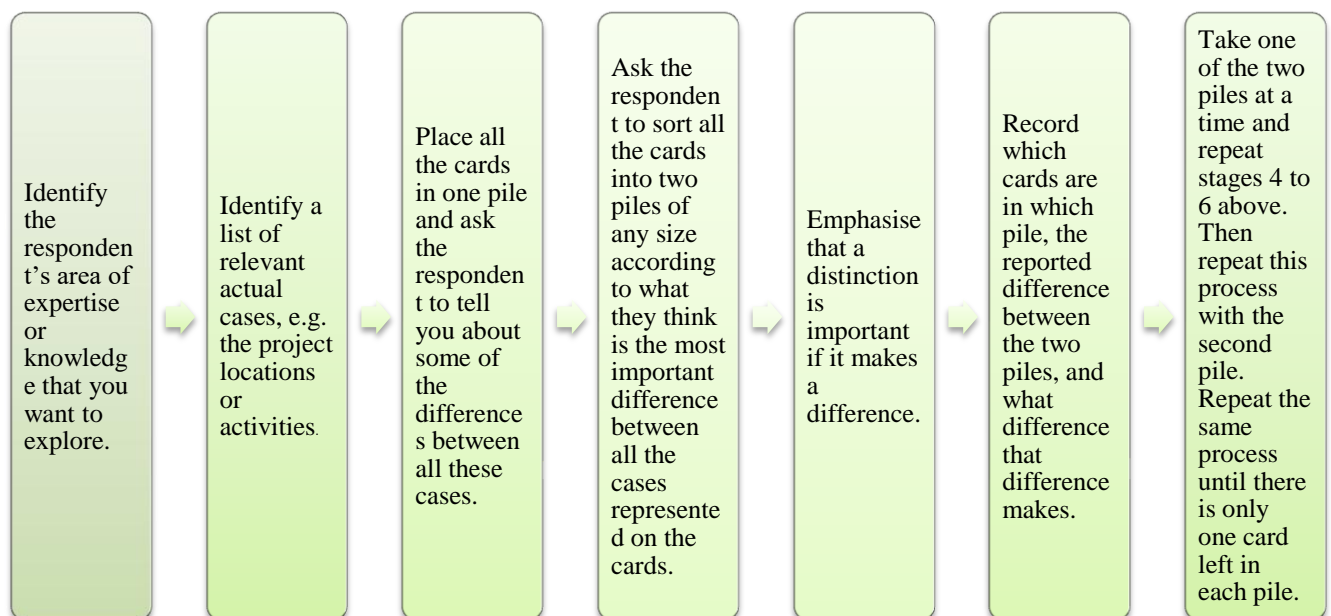 Identify
the
responden
t's area of
expertise
or
knowledg
e that you
want to
explore.
Identify a
list of
relevant
actual
cases, e.g.
the project
locations
or
activities.
Place all
the cards
in one pile
and ask
the
responden
t to tell
you about
some of
the
difference
s between
all these
cases.
Ask the
responden
t to sort all
the cards
into two
piles of
any size
according
to what
they think
is the most
important
difference
between
all the
cases
represente
d on the
cards.
Emphasise
that a
distinction
is
important
if it makes
a
difference.
Record
which
cards are
in which
pile, the
reported
difference
between
the two
piles, and
what
difference
that
difference
makes.
Take one
of the two
piles at a
time and
repeat
stages 4 to
6 above.
Then
repeat this
process
with the
second
pile.
Repeat the
same
process
until there
is only
one card
left in
each pile.